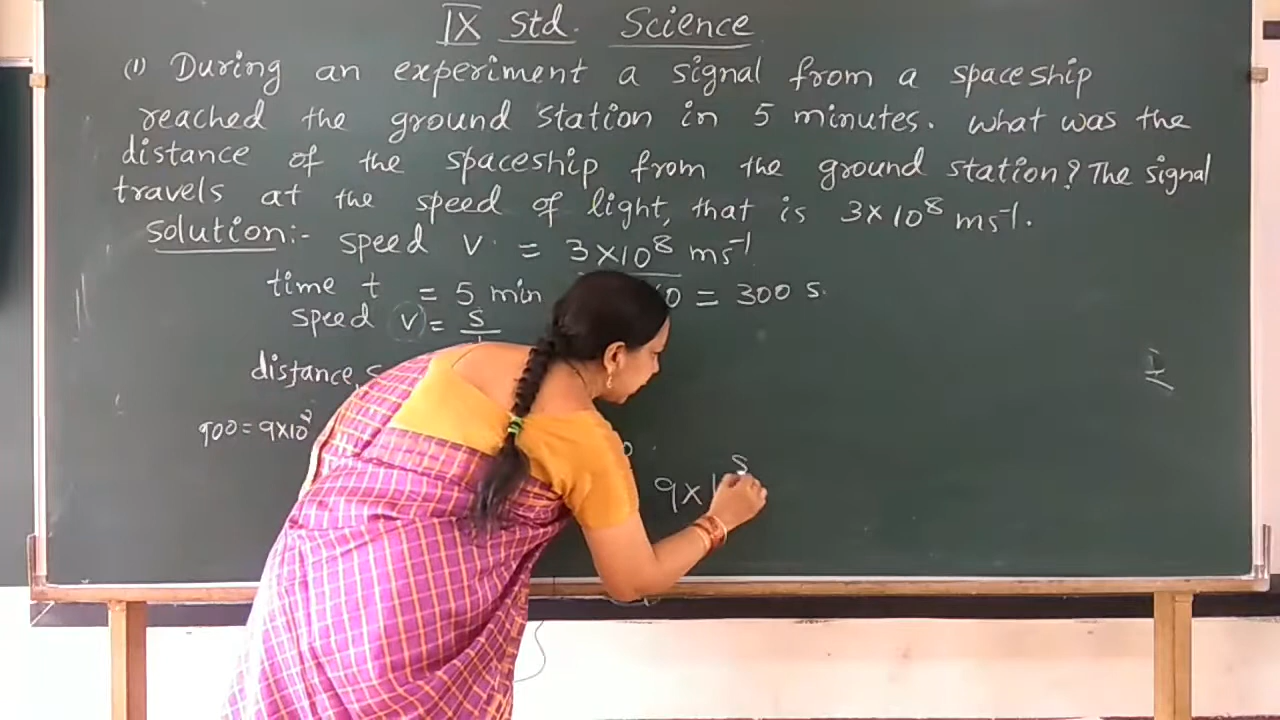 IX Std. Science
(1) During an experiment a signal from a spaceship
reached the ground station in 5 minutes. What was the
distance of the spaceship from the ground station? The signal
travels at the speed of light, that is 3×10⁸ ms⁻¹.
Solution:- speed v = 3×10⁸ ms⁻¹
time t = 5 min 0 = 300 s.
speed v = s
distance, s
900 = 9×10²
9×1